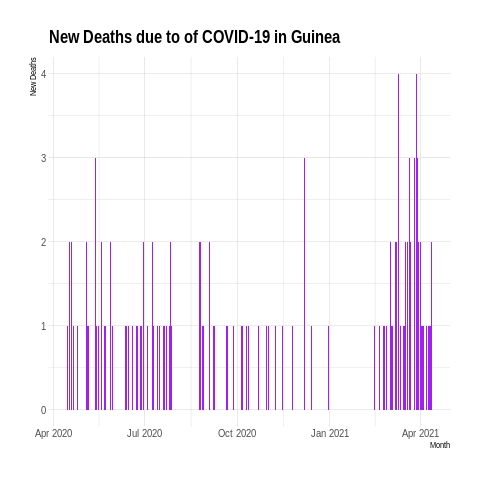 New Deaths due to of COVID-19 in Guinea
New Deaths
4
3
2
1
0
Apr 2020 Jul 2020 Oct 2020 Jan 2021 Apr 2021
Month